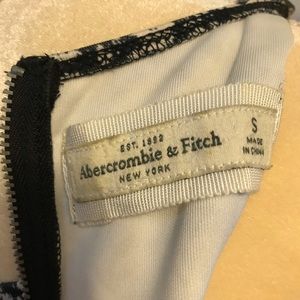 EST. 1892
Abercrombie & Fitch
NEW YORK
S
MADE
IN CHINA